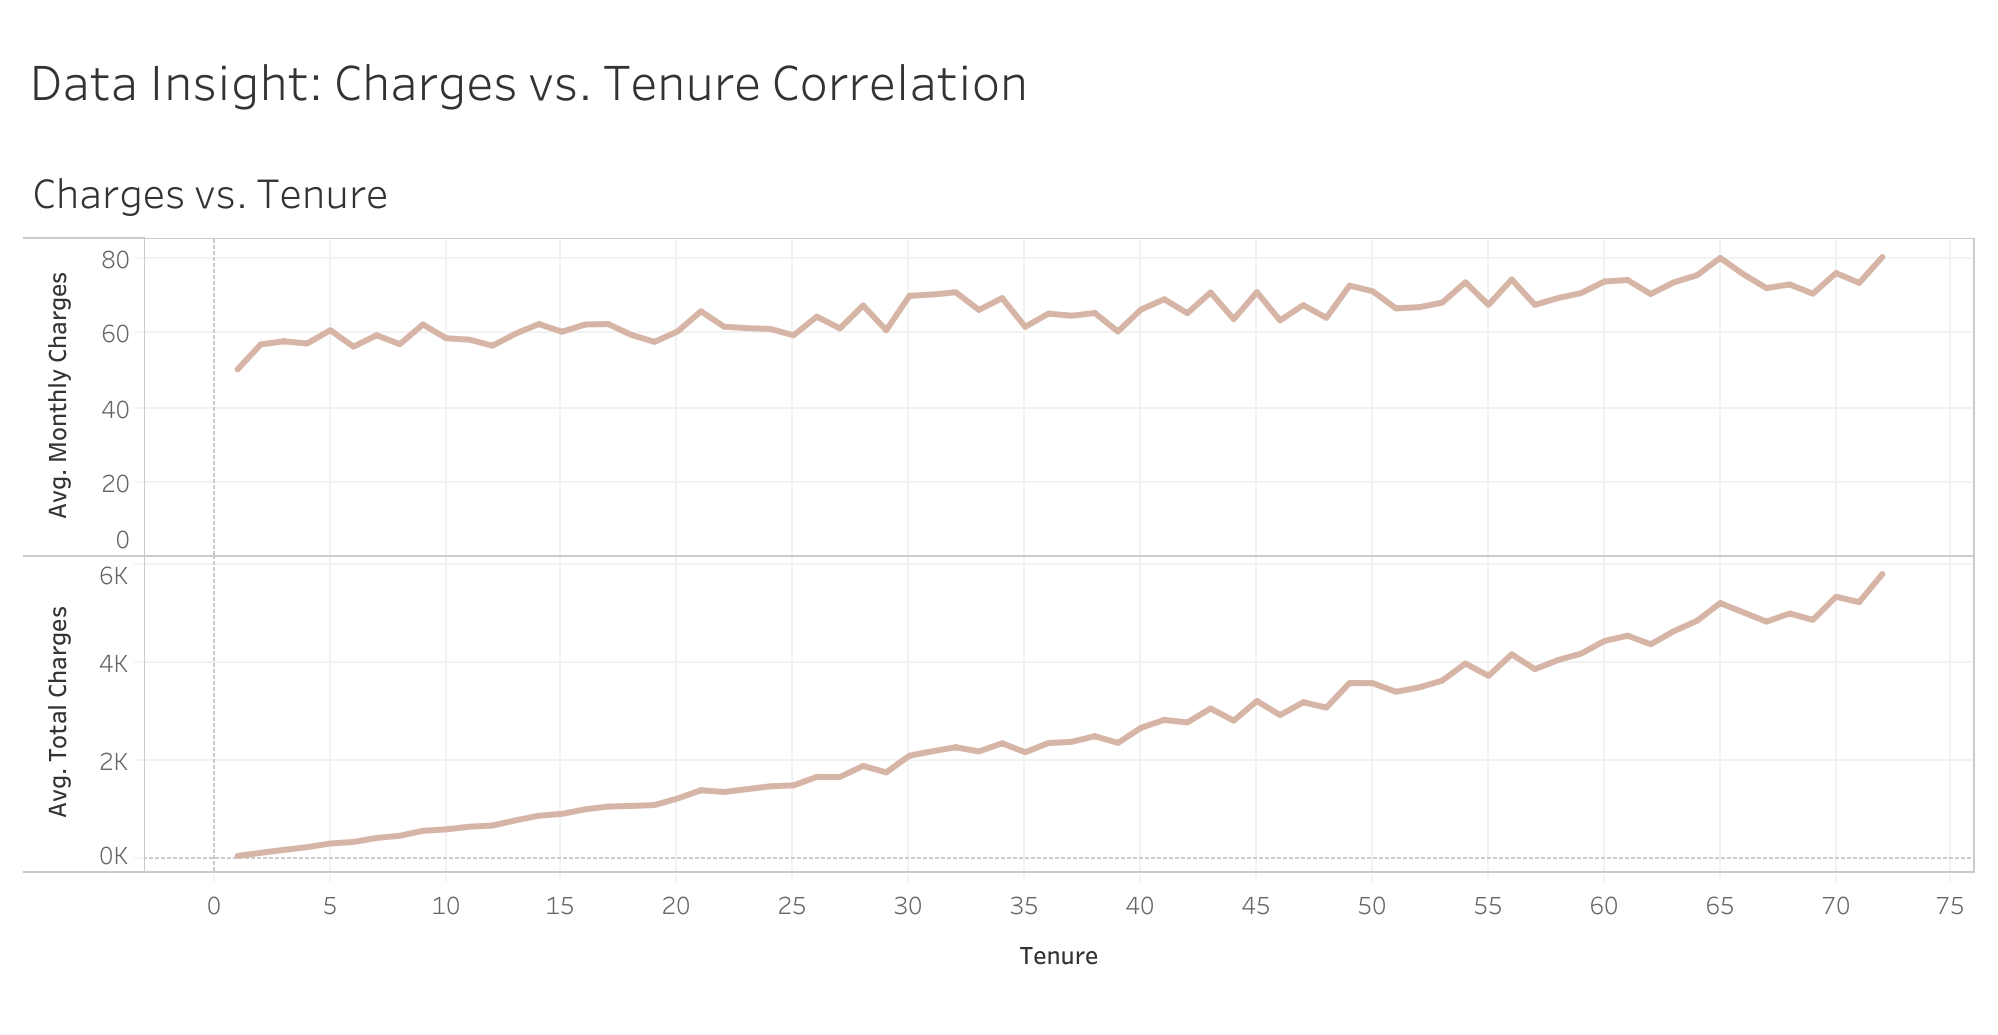 Data Insight: Charges vs. Tenure Correlation
Charges vs. Tenure
Avg. Monthly Charges
80
60
40
20
0
Avg. Total Charges
6K
4K
2K
0K
0 5 10 15 20 25 30 35 40 45 50 55 60 65 70 75
Tenure